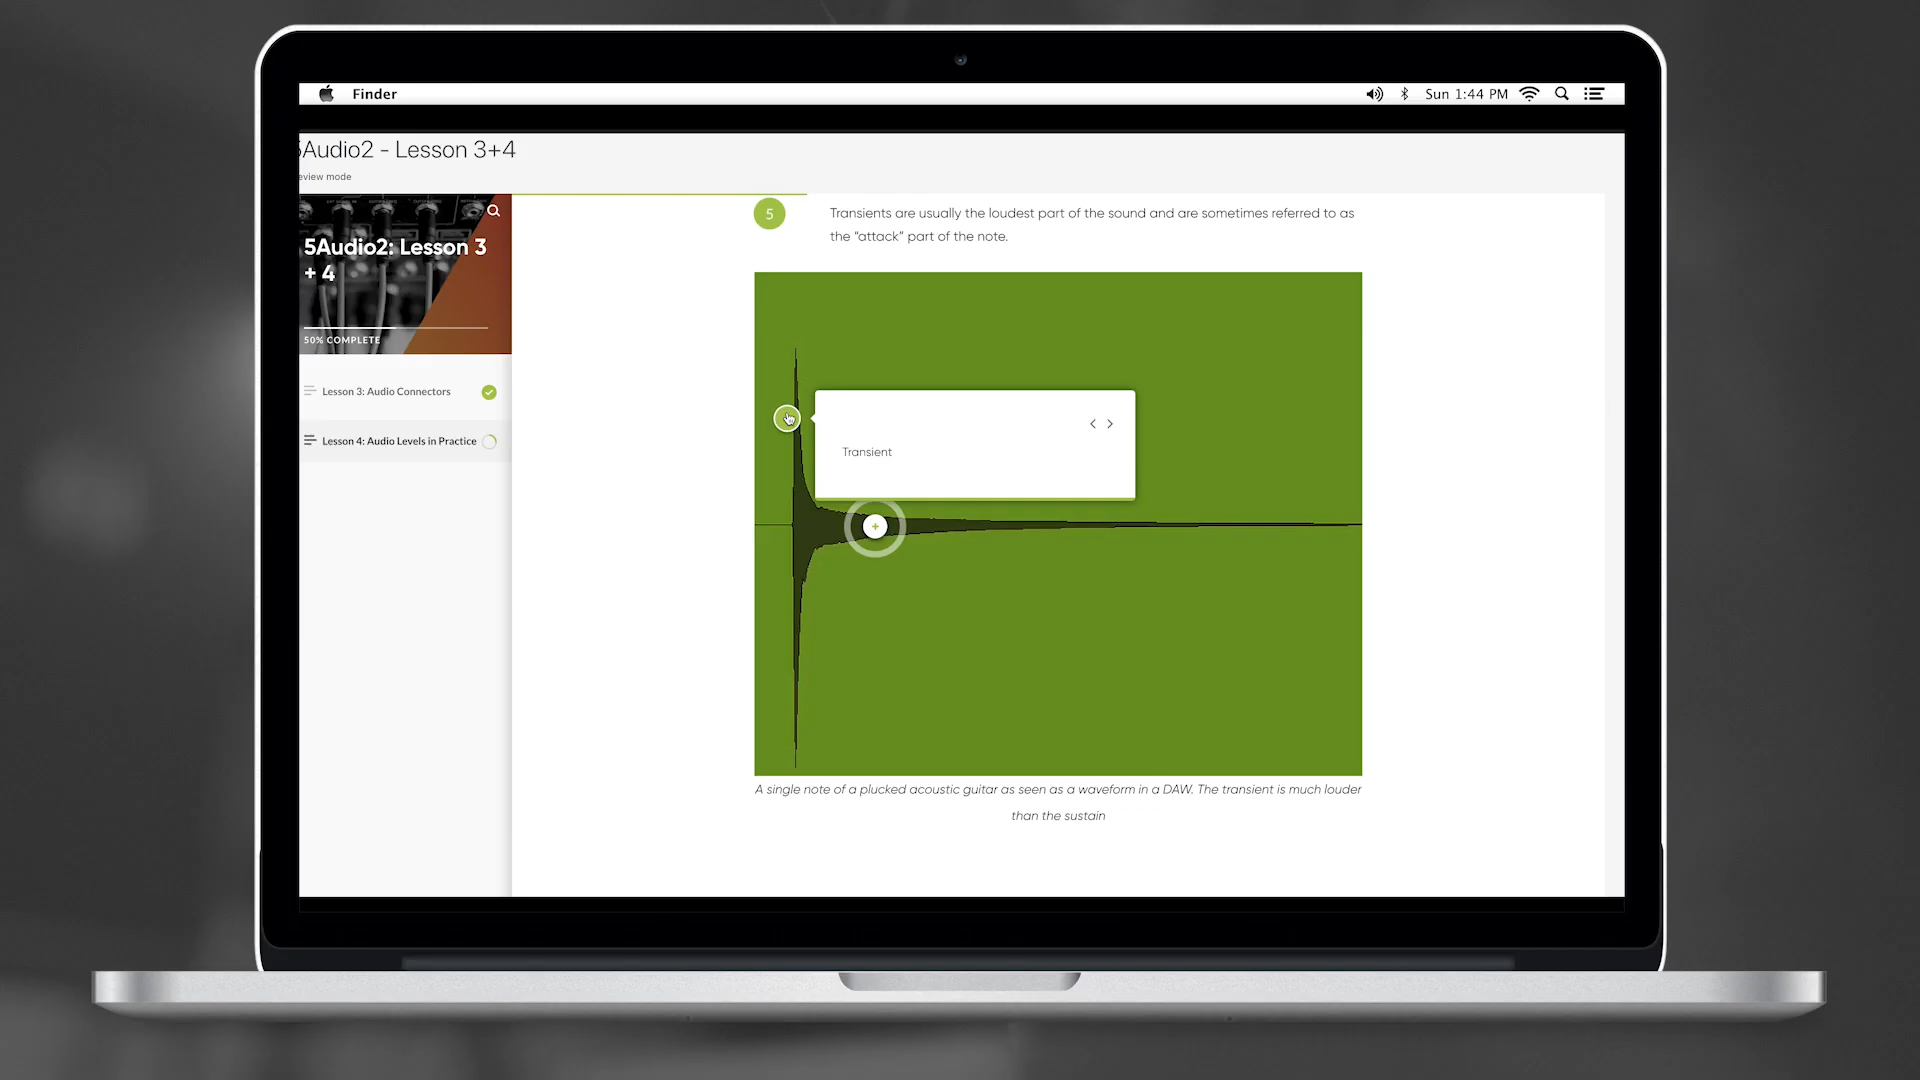 Finder
Sun 1:44 PM
5Audio2 - Lesson 3+4
eview mode
5Audio2: Lesson 3
+ 4
50% COMPLETE
Lesson 3: Audio Connectors
Lesson 4: Audio Levels in Practice
5
Transients are usually the loudest part of the sound and are sometimes referred to as
the “attack” part of the note.
Transient
A single note of a plucked acoustic guitar as seen as a waveform in a DAW. The transient is much louder
than the sustain